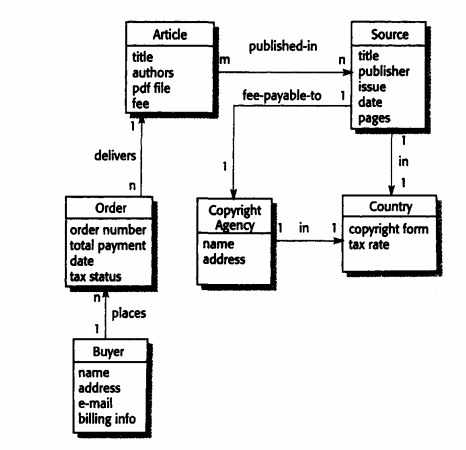 Article
title
authors
pdf file
fee
m
published-in
n
Source
title
publisher
issue
date
pages
fee-payable-to
1
1
1
in
1
1
delivers
n
Order
order number
total payment
date
tax status
Copyright
Agency
name
address
1
in
1
Country
copyright form
tax rate
n
places
1
Buyer
name
address
e-mail
billing info